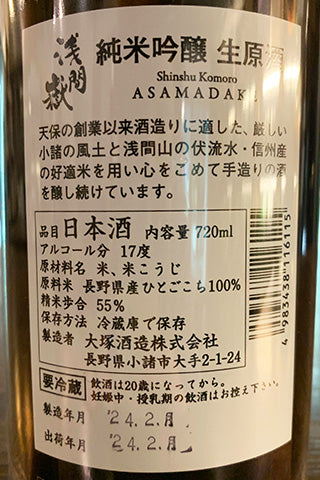 浅間嶽 純米吟醸 生原酒
Shinshu Komoro
ASAMADAKE
天保の創業以来酒造りに適した、厳しい
小諸の風土と浅間山の伏流水・信州産
の好適米を用い心をこめて手造りの酒
を醸し続けています。
品目 日本酒 内容量 720ml
アルコール分 17度
原材料名 米、米こうじ
原料米 長野県産ひとごこち100%
精米歩合 55%
保存方法 冷蔵庫で保存
製造者 大塚酒造株式会社
長野県小諸市大手2-1-24
4 983438 116115
要冷蔵 飲酒は20歳になってから。
妊娠中・授乳期の飲酒はお控え下さい。
製造年月 '24.2.月
出荷年月 '24.2.月